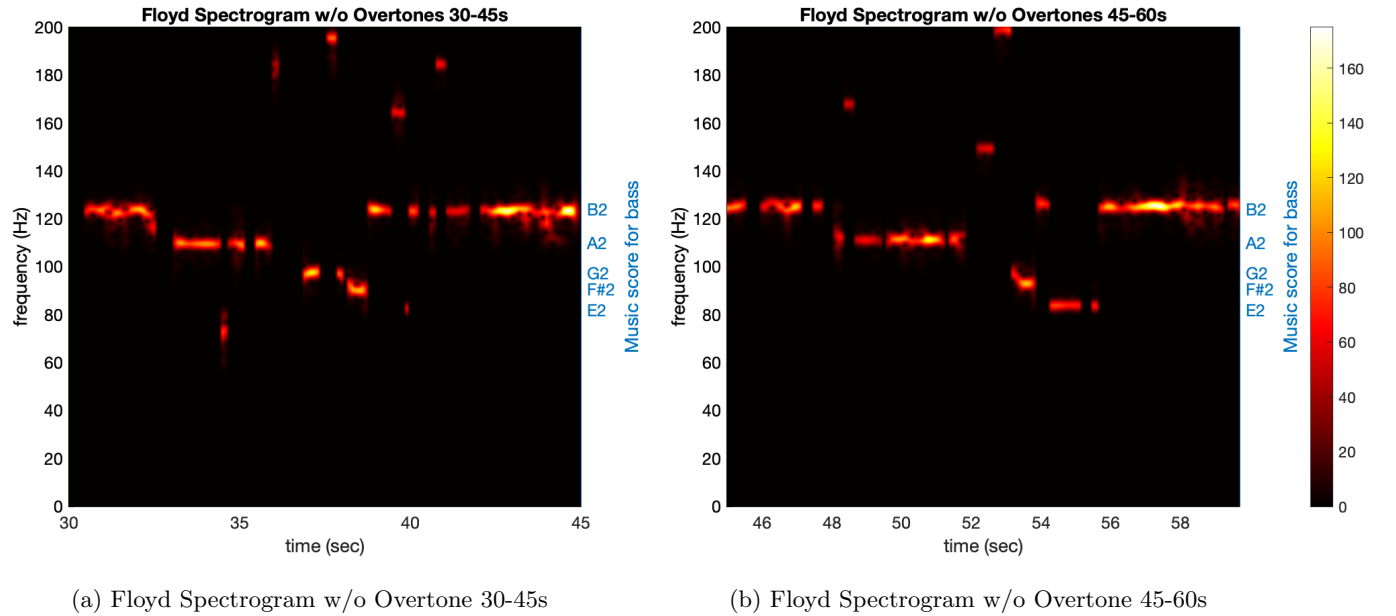 Floyd Spectrogram w/o Overtones 30-45s
200
180
160
140
120
100
80
60
40
20
0
frequency (Hz)
30
35
40
45
time (sec)
B2
A2
G2
F#2
E2
Music score for bass
(a) Floyd Spectrogram w/o Overtone 30-45s
Floyd Spectrogram w/o Overtones 45-60s
200
180
160
140
120
100
80
60
40
20
0
frequency (Hz)
46
48
50
52
54
56
58
time (sec)
B2
A2
G2
F#2
E2
Music score for bass
160
140
120
100
80
60
40
20
0
(b) Floyd Spectrogram w/o Overtone 45-60s